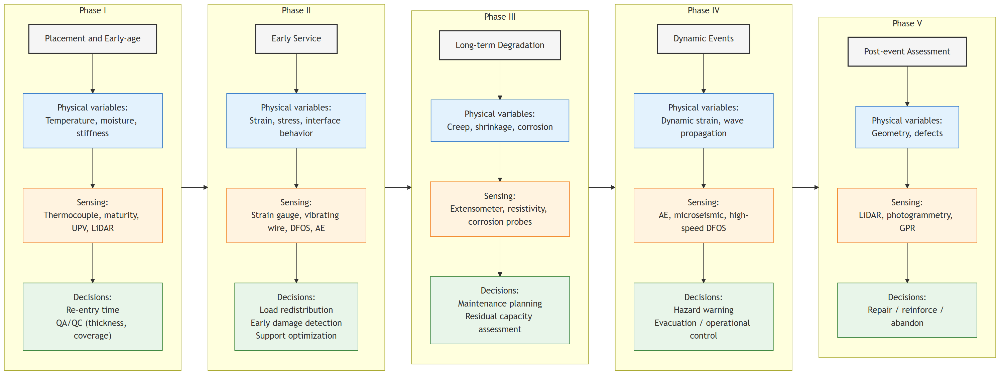 Phase I
Placement and Early-age
Physical variables:
Temperature, moisture,
stiffness
Sensing:
Thermocouple, maturity,
UPV, LiDAR
Decisions:
Re-entry time
QA/QC (thickness,
coverage)
Phase II
Early Service
Physical variables:
Strain, stress, interface
behavior
Sensing:
Strain gauge, vibrating
wire, DFOS, AE
Decisions:
Load redistribution
Early damage detection
Support optimization
Phase III
Long-term Degradation
Physical variables:
Creep, shrinkage, corrosion
Sensing:
Extensometer, resistivity,
corrosion probes
Decisions:
Maintenance planning
Residual capacity
assessment
Phase IV
Dynamic Events
Physical variables:
Dynamic strain, wave
propagation
Sensing:
AE, microseismic, high-
speed DFOS
Decisions:
Hazard warning
Evacuation / operational
control
Phase V
Post-event Assessment
Physical variables:
Geometry, defects
Sensing:
LiDAR, photogrammetry,
GPR
Decisions:
Repair / reinforce /
abandon